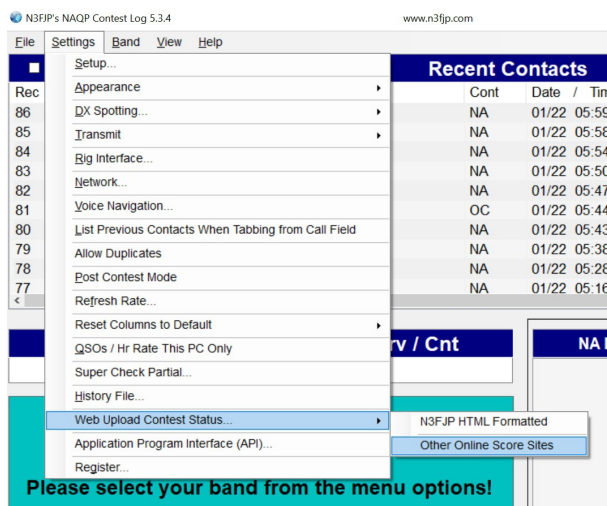 N3FJP's NAQP Contest Log 5.3.4 www.n3fjp.com
File Settings Band View Help
Recent Contacts
Setup...
Rec Appearance Cont Date / Tim
86 DX Spotting... NA 01/22 05:59
85 Transmit NA 01/22 05:58
84 Rig Interface... NA 01/22 05:54
83 Network... NA 01/22 05:50
82 NA 01/22 05:47
81 Voice Navigation... OC 01/22 05:44
80 List Previous Contacts When Tabbing from Call Field NA 01/22 05:43
79 Allow Duplicates NA 01/22 05:38
78 Post Contest Mode NA 01/22 05:28
77 Refresh Rate... NA 01/22 05:16
Reset Columns to Default
QSOs / Hr Rate This PC Only rv / Cnt NA
Super Check Partial...
History File...
Web Upload Contest Status... N3FJP HTML Formatted
Application Program Interface (API)... Other Online Score Sites
Register...
Please select your band from the menu options!